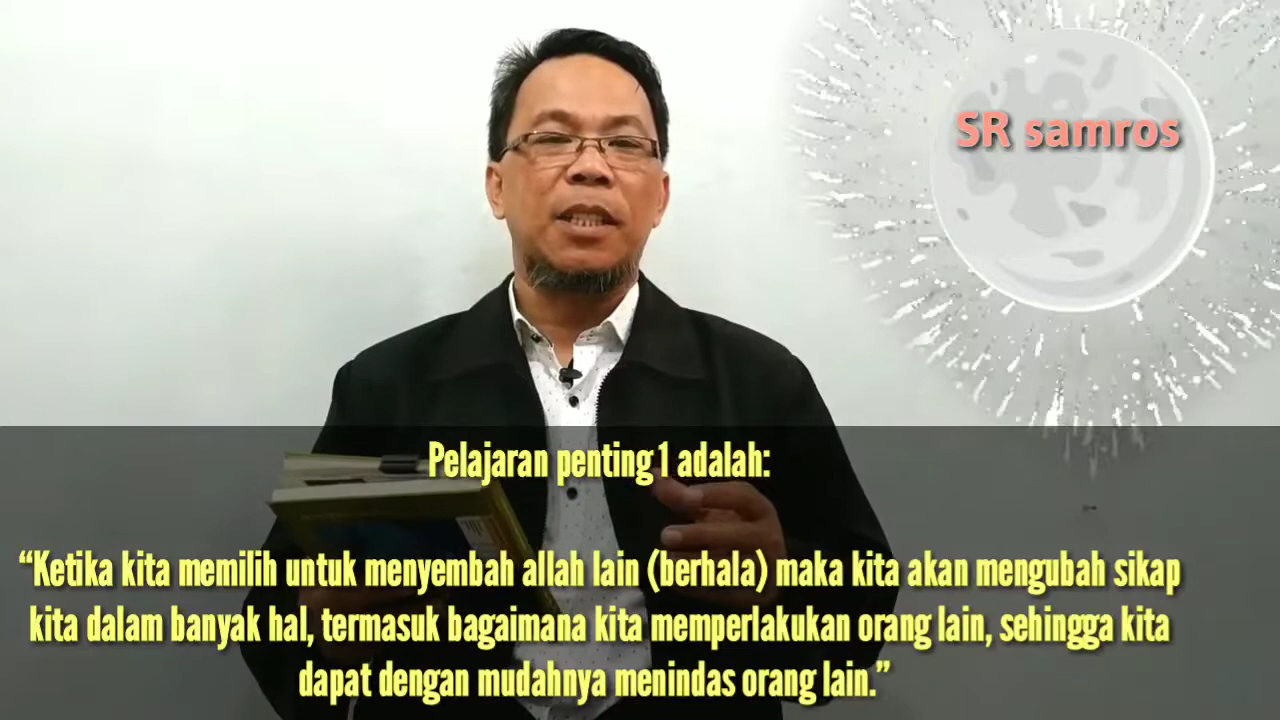 SR samros
Pelajaran penting 1 adalah:
“Ketika kita memilih untuk menyembah allah lain (berhala) maka kita akan mengubah sikap
kita dalam banyak hal, termasuk bagaimana kita memperlakukan orang lain, sehingga kita
dapat dengan mudahnya menindas orang lain.”